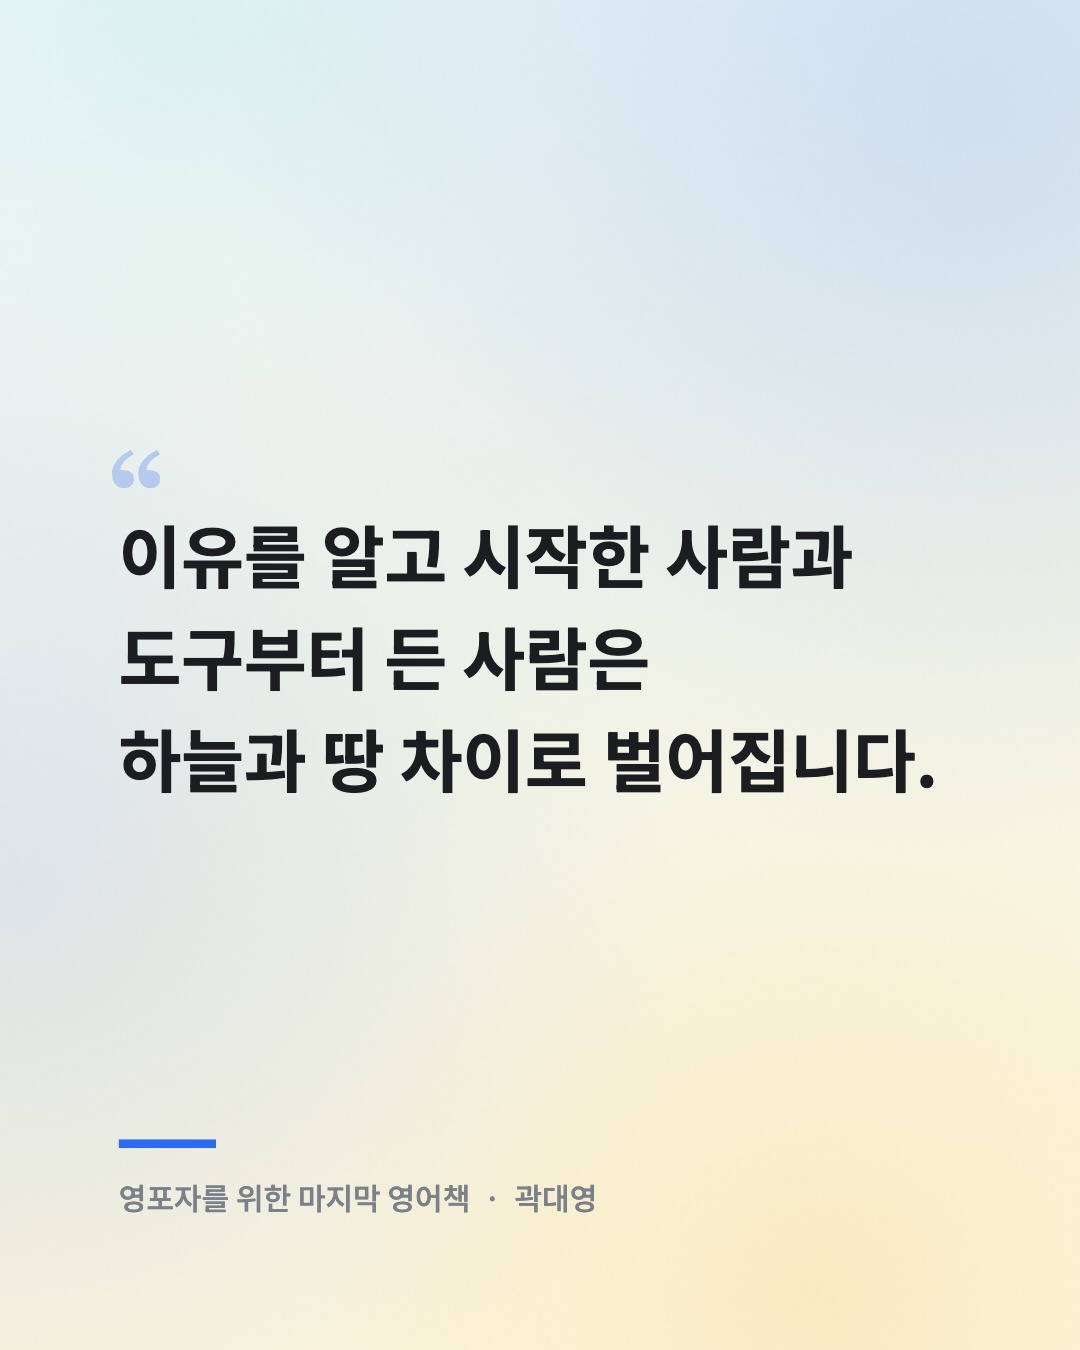 “
이유를 알고 시작한 사람과
도구부터 든 사람은
하늘과 땅 차이로 벌어집니다.
영포자를 위한 마지막 영어책 · 곽대영